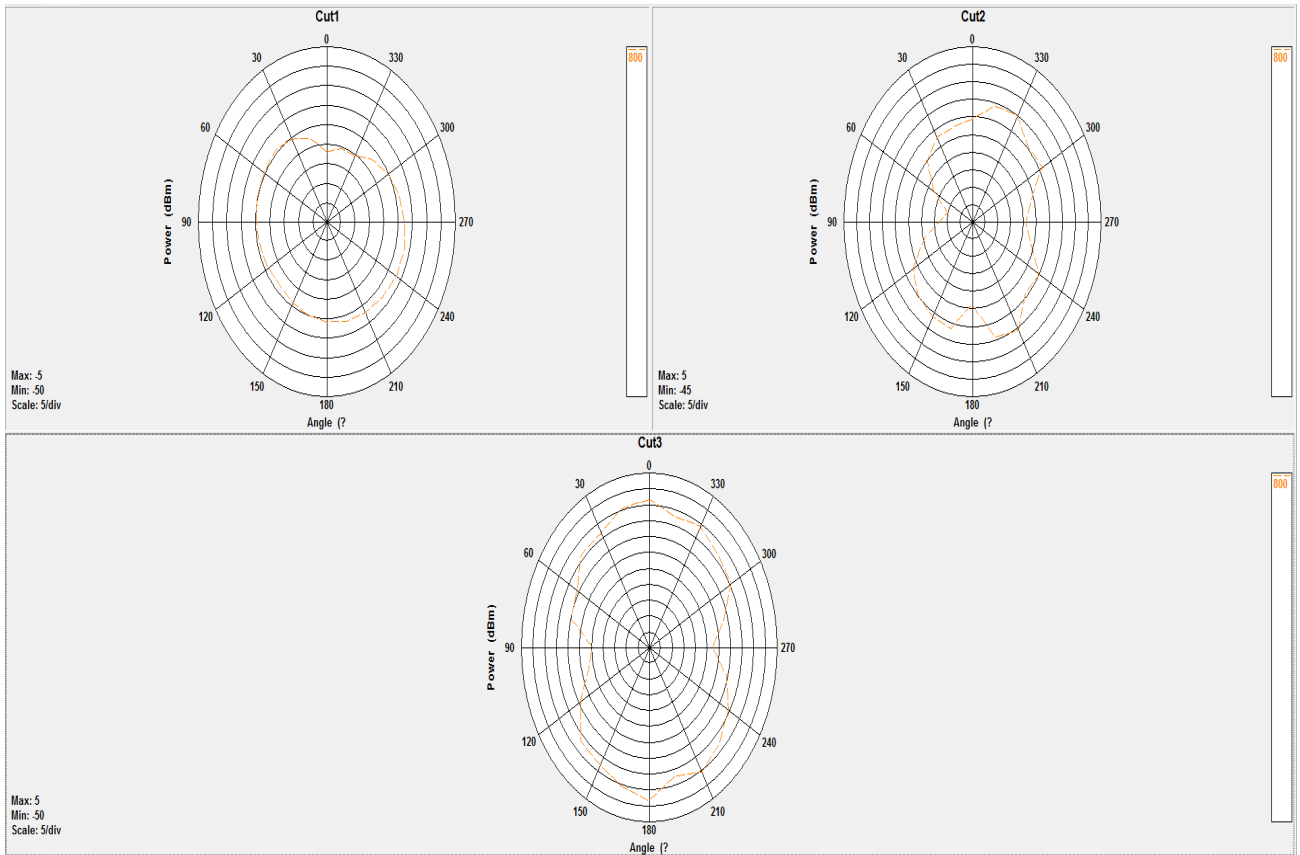 Cut1
0
30
330
60
300
90
270
120
240
150
210
180
Power (dBm)
Angle (?
Max: -5
Min: -50
Scale: 5/div
800
Cut2
0
30
330
60
300
90
270
120
240
150
210
180
Power (dBm)
Angle (?
Max: 5
Min: -45
Scale: 5/div
800
Cut3
0
30
330
60
300
90
270
120
240
150
210
180
Power (dBm)
Angle (?
Max: 5
Min: -50
Scale: 5/div
800